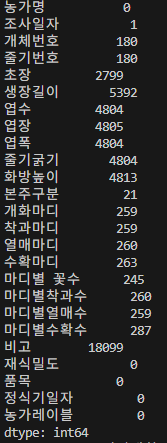 농가명 0
조사일자 1
개체번호 180
줄기번호 180
초장 2799
생장길이 5392
엽수 4804
엽장 4805
엽폭 4804
줄기굵기 4804
화방높이 4813
본주구분 21
개화마디 259
착과마디 259
열매마디 260
수확마디 263
마디별 꽃수 245
마디별착과수 260
마디별열매수 259
마디별수확수 287
비고 18099
재식밀도 0
품목 0
정식기일자 0
농가레이블 0
dtype: int64